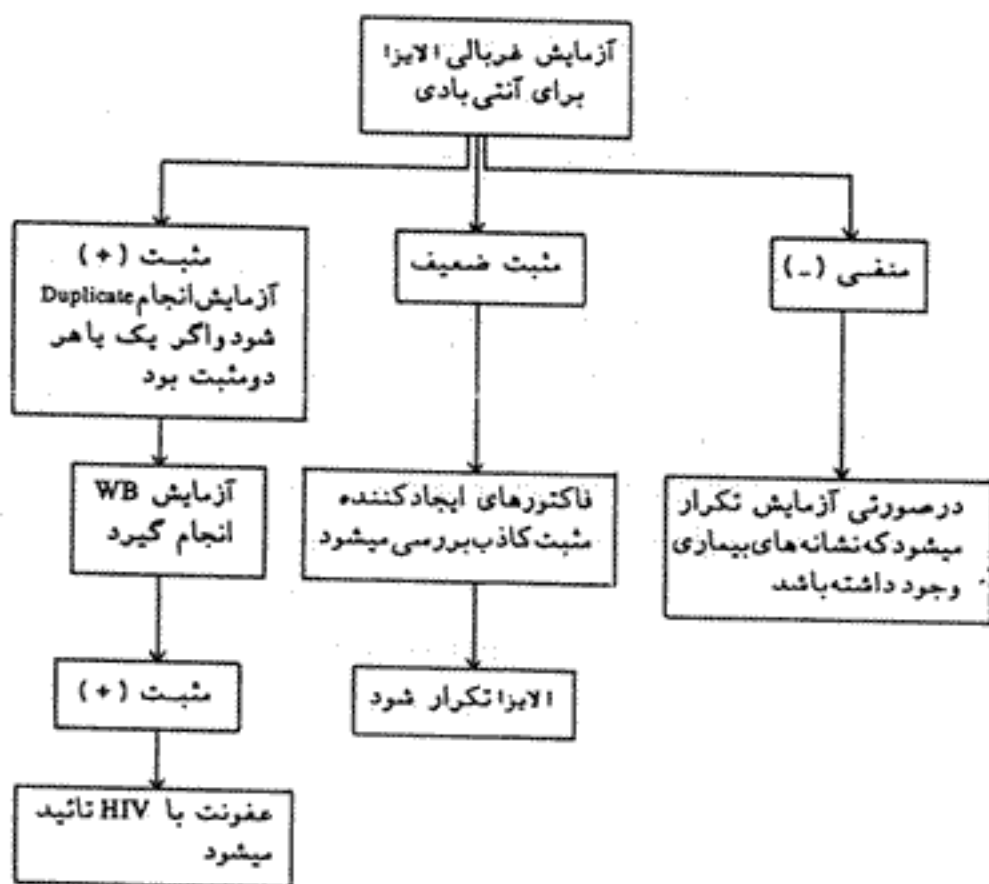 آزمایش غربالی الایزا
برای آنتی بادی
مثبت (+)
آزمایش انجام Duplicate
شود واگر یک یا هر
دو مثبت بود
آزمایش WB
انجام گیرد
مثبت (+)
عفونت با HIV تائید
میشود
مثبت ضعیف
فاکتورهای ایجادکننده
مثبت کاذب بررسی میشود
الایزا تکرار شود
منفی (-)
درصورتی آزمایش تکرار
میشود که نشانه های بیماری
وجود داشته باشد